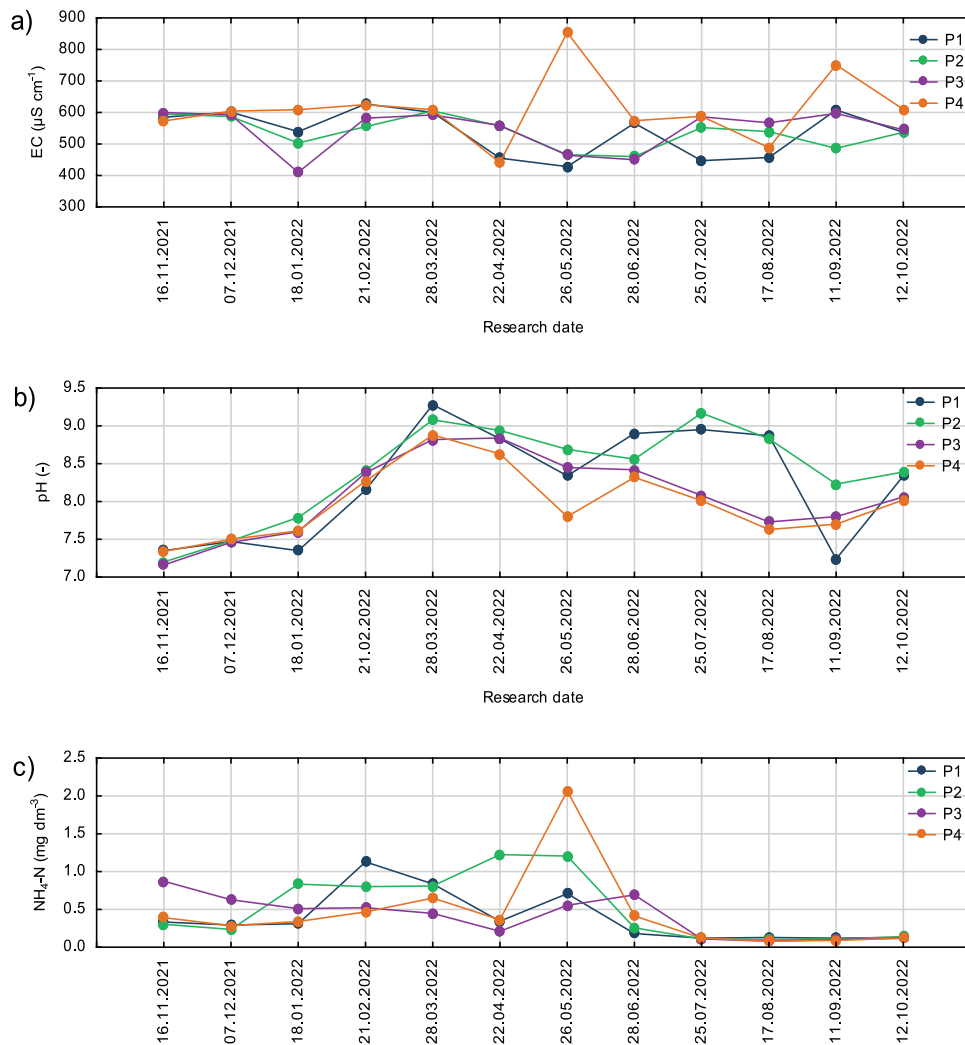 a)
900
800
700
600
500
400
300
EC (µS cm⁻¹)
P1
P2
P3
P4
16.11.2021
07.12.2021
18.01.2022
21.02.2022
28.03.2022
22.04.2022
26.05.2022
28.06.2022
25.07.2022
17.08.2022
11.09.2022
12.10.2022
Research date
b)
9.5
9.0
8.5
8.0
7.5
7.0
pH (-)
P1
P2
P3
P4
16.11.2021
07.12.2021
18.01.2022
21.02.2022
28.03.2022
22.04.2022
26.05.2022
28.06.2022
25.07.2022
17.08.2022
11.09.2022
12.10.2022
Research date
c)
2.5
2.0
1.5
1.0
0.5
0.0
NH₄-N (mg dm⁻³)
P1
P2
P3
P4
16.11.2021
07.12.2021
18.01.2022
21.02.2022
28.03.2022
22.04.2022
26.05.2022
28.06.2022
25.07.2022
17.08.2022
11.09.2022
12.10.2022